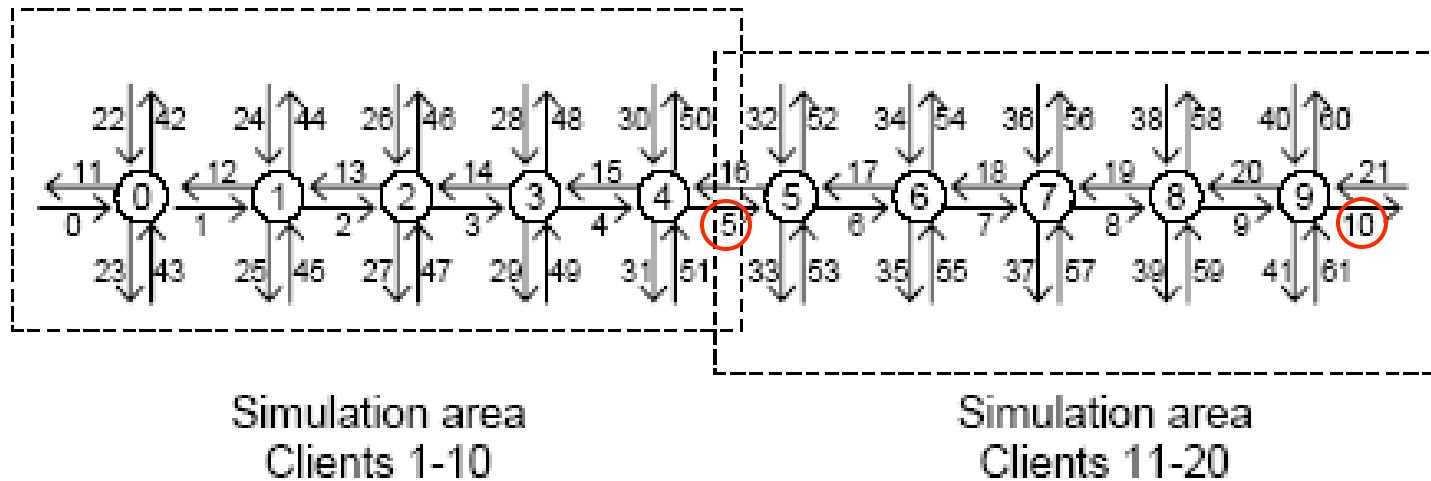 22 42 24 44 26 46 28 48 30 50 32 52 34 54 36 56 38 58 40 60
11 12 13 14 15 16 17 18 19 20 21
0 1 2 3 4 5 6 7 8 9
0 1 2 3 4 5 6 7 8 9 10
23 43 25 45 27 47 29 49 31 51 33 53 35 55 37 57 39 59 41 61
Simulation area
Clients 1-10
Simulation area
Clients 11-20